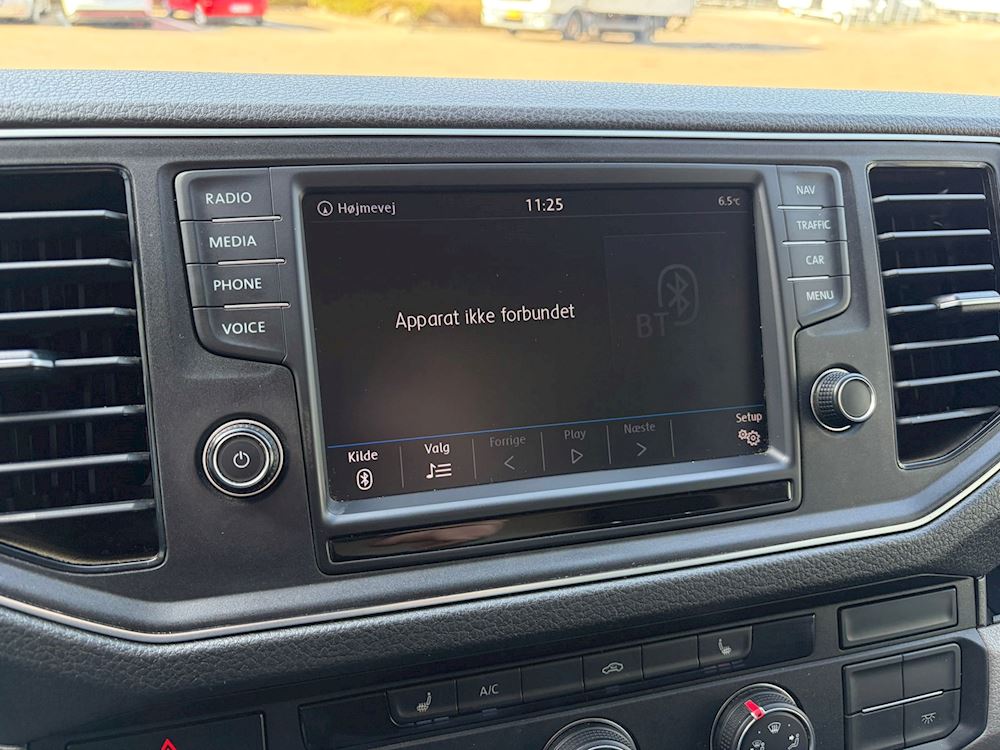 RADIO
MEDIA
PHONE
VOICE
Højmevej 11:25 6.5°C
Apparat ikke forbundet
BT
Kilde Valg Forrige Play Næste Setup
NAV
TRAFFIC
CAR
MENU
A/C